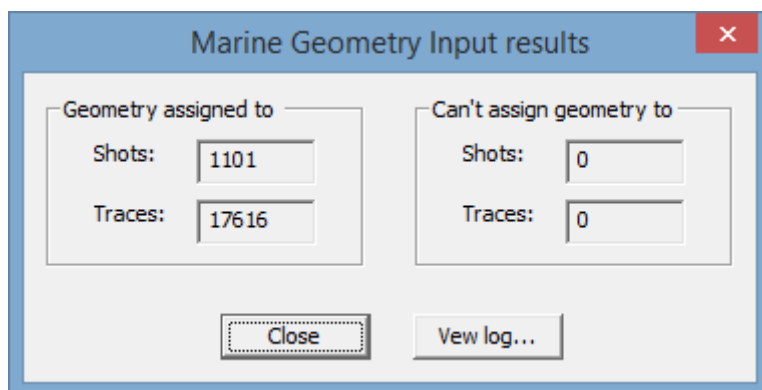 Marine Geometry Input results
×
Geometry assigned to
Shots: 1101
Traces: 17616
Can't assign geometry to
Shots: 0
Traces: 0
Close
Vew log...